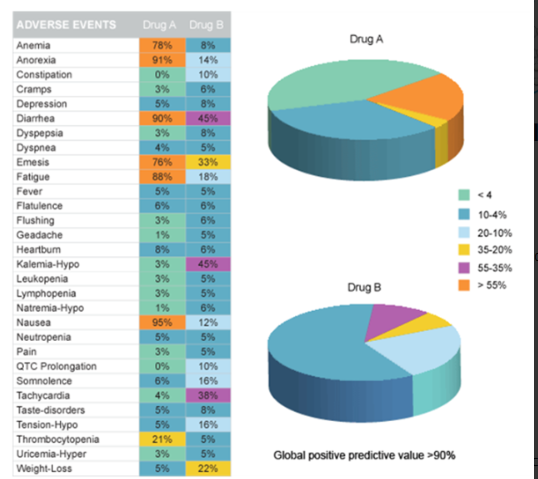 ADVERSE EVENTS Drug A Drug B
Anemia 78% 8%
Anorexia 91% 14%
Constipation 0% 10%
Cramps 3% 6%
Depression 5% 8%
Diarrhea 90% 45%
Dyspepsia 3% 8%
Dyspnea 4% 5%
Emesis 76% 33%
Fatigue 88% 18%
Fever 5% 5%
Flatulence 6% 6%
Flushing 3% 6%
Geadache 1% 5%
Heartburn 8% 6%
Kalemia-Hypo 3% 45%
Leukopenia 3% 5%
Lymphopenia 3% 5%
Natremia-Hypo 1% 6%
Nausea 95% 12%
Neutropenia 5% 5%
Pain 3% 5%
QTC Prolongation 0% 10%
Somnolence 6% 16%
Tachycardia 4% 38%
Taste-disorders 5% 8%
Tension-Hypo 5% 16%
Thrombocytopenia 21% 5%
Uricemia-Hyper 3% 5%
Weight-Loss 5% 22%
Drug A
< 4
10-4%
20-10%
35-20%
55-35%
> 55%
Drug B
Global positive predictive value >90%